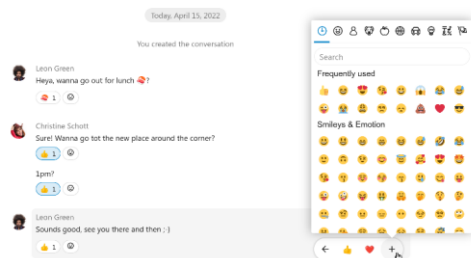 Today, April 15, 2022
You created the conversation
Leon Green
Heya, wanna go out for lunch 🍣?
1
Christine Schott
Sure! Wanna go tot the new place around the corner?
1
1pm?
1
Leon Green
Sounds good, see you there and then ;-)
1
Search
Frequently used
Smileys & Emotion